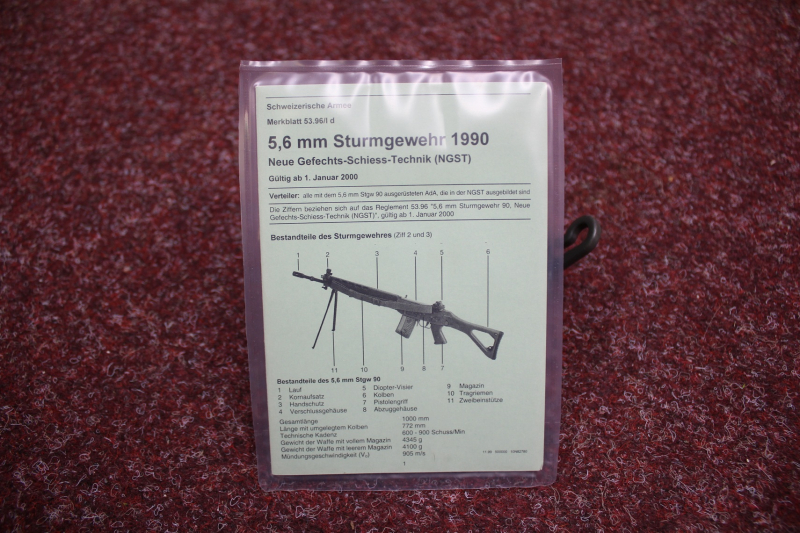 Schweizerische Armee
Merkblatt 53.96/I d
5,6 mm Sturmgewehr 1990
Neue Gefechts-Schiess-Technik (NGST)
Gültig ab 1. Januar 2000
Verteiler: alle mit dem 5,6 mm Stgw 90 ausgerüsteten AdA, die in der NGST ausgebildet sind
Die Ziffern beziehen sich auf das Reglement 53.96 "5,6 mm Sturmgewehr 90, Neue
Gefechts-Schiess-Technik (NGST)", gültig ab 1. Januar 2000
Bestandteile des Sturmgewehres (Ziff 2 und 3)
1 2 3 4 5 6
11 10 9 8 7
Bestandteile des 5,6 mm Stgw 90
1 Lauf 5 Diopter-Visier 9 Magazin
2 Kornaufsatz 6 Kolben 10 Tragriemen
3 Handschutz 7 Pistolengriff 11 Zweibeinstütze
4 Verschlussgehäuse 8 Abzuggehäuse
Gesamtlänge 1000 mm
Länge mit umgelegtem Kolben 772 mm
Technische Kadenz 600 - 900 Schuss/Min
Gewicht der Waffe mit vollem Magazin 4345 g
Gewicht der Waffe mit leerem Magazin 4100 g
Mündungsgeschwindigkeit (V₀) 905 m/s
1